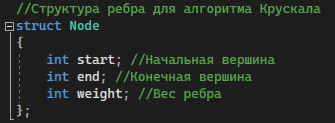 //Структура ребра для алгоритма Крускала
struct Node
{
int start; //Начальная вершина
int end; //Конечная вершина
int weight; //Вес ребра
};